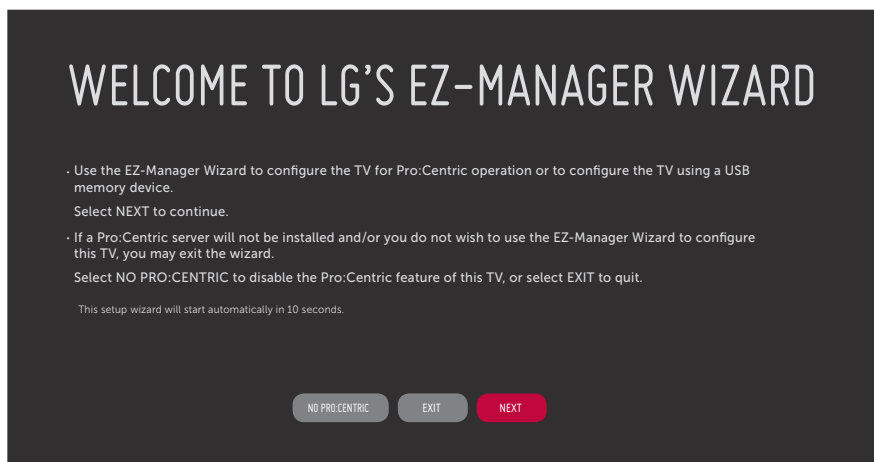 WELCOME TO LG'S EZ-MANAGER WIZARD
· Use the EZ-Manager Wizard to configure the TV for Pro:Centric operation or to configure the TV using a USB
memory device.
Select NEXT to continue.
· If a Pro:Centric server will not be installed and/or you do not wish to use the EZ-Manager Wizard to configure
this TV, you may exit the wizard.
Select NO PRO:CENTRIC to disable the Pro:Centric feature of this TV, or select EXIT to quit.
This setup wizard will start automatically in 10 seconds.
NO PRO:CENTRIC EXIT NEXT